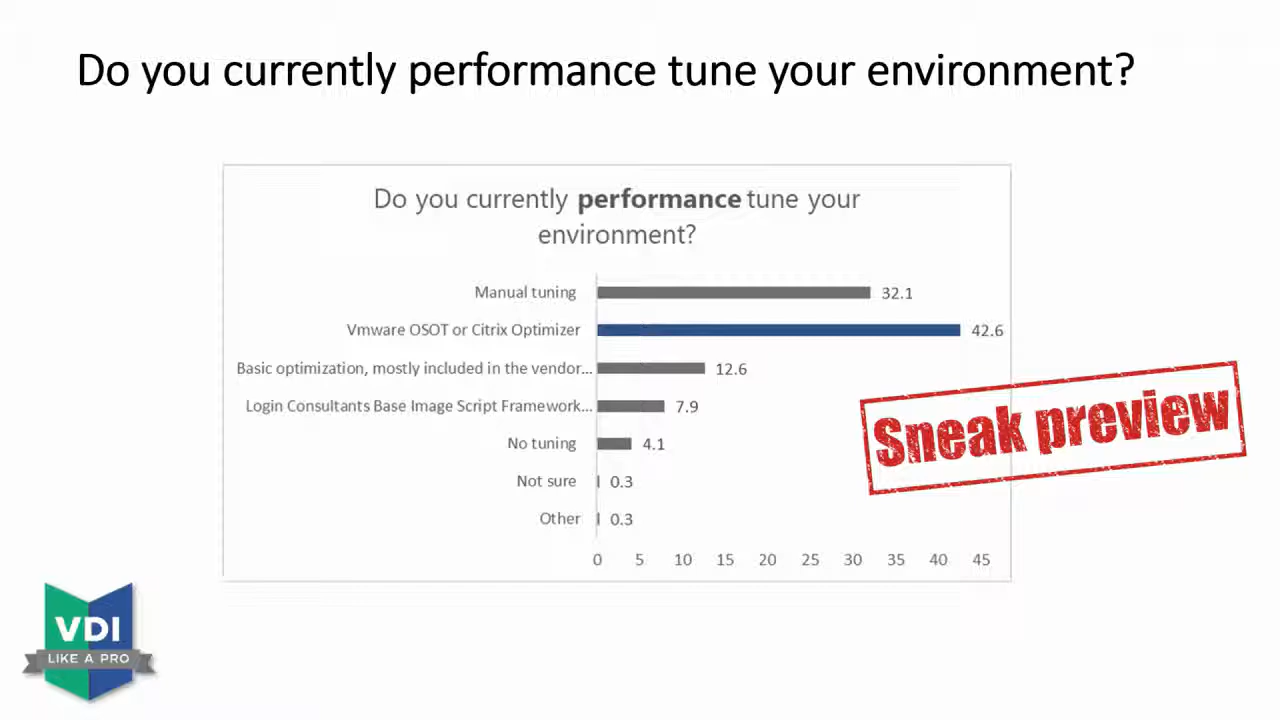 Do you currently performance tune your environment?
Do you currently performance tune your
environment?
Manual tuning 32.1
Vmware OSOT or Citrix Optimizer 42.6
Basic optimization, mostly included in the vendor... 12.6
Login Consultants Base Image Script Framework... 7.9
No tuning 4.1
Not sure 0.3
Other 0.3
0 5 10 15 20 25 30 35 40 45
Sneak preview
VDI
LIKE A PRO